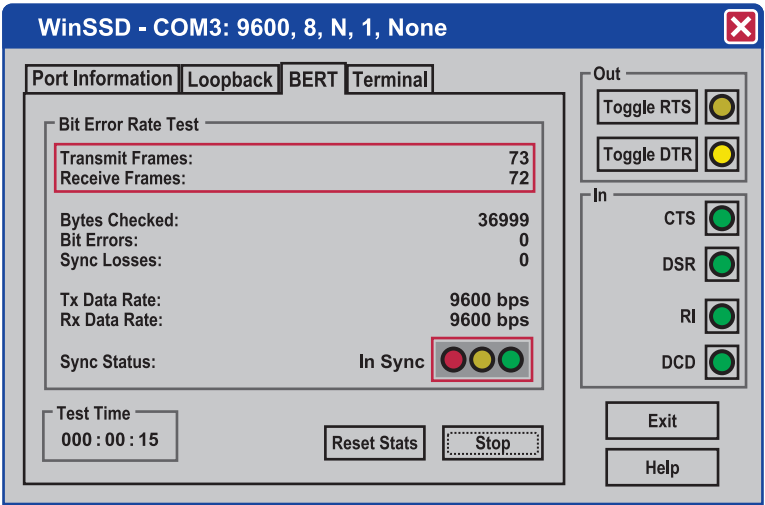 WinSSD - COM3: 9600, 8, N, 1, None
Port Information Loopback BERT Terminal
Bit Error Rate Test
Transmit Frames: 73
Receive Frames: 72
Bytes Checked: 36999
Bit Errors: 0
Sync Losses: 0
Tx Data Rate: 9600 bps
Rx Data Rate: 9600 bps
Sync Status: In Sync
Test Time
000 : 00 : 15
Reset Stats
Stop
Out
Toggle RTS
Toggle DTR
In
CTS
DSR
RI
DCD
Exit
Help